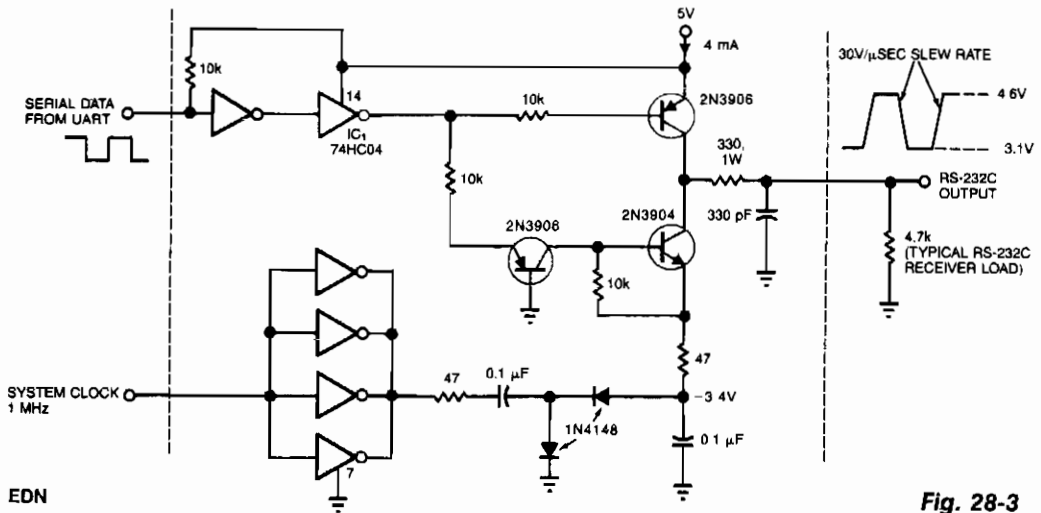 5V
4 mA
30V/µSEC SLEW RATE
10k
SERIAL DATA
FROM UART
14
IC1
74HC04
10k
2N3906
4 6V
3.1V
330,
1W
RS-232C
OUTPUT
10k
2N3906
2N3904
330 pF
10k
4.7k
(TYPICAL RS-232C
RECEIVER LOAD)
47
SYSTEM CLOCK
1 MHz
47
0.1 µF
-3 4V
1N4148
0 1 µF
7
EDN
Fig. 28-3